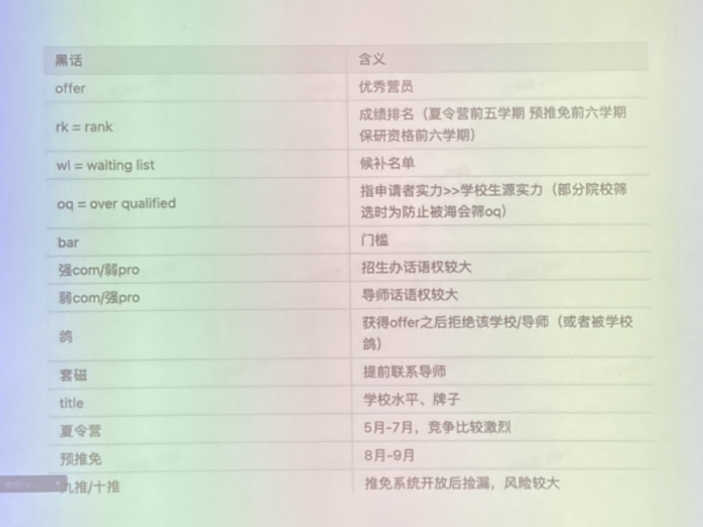 黑话 含义
offer 优秀营员
rk = rank 成绩排名（夏令营前五学期 预推免前六学期
保研资格前六学期）
wl = waiting list 候补名单
oq = over qualified 指申请者实力>>学校生源实力（部分院校筛
选时为防止被海会筛oq）
bar 门槛
强com/弱pro 招生办话语权较大
弱com/强pro 导师话语权较大
鸽 获得offer之后拒绝该学校/导师（或者被学校
鸽）
套磁 提前联系导师
title 学校水平、牌子
夏令营 5月-7月，竞争比较激烈
预推免 8月-9月
九推/十推 推免系统开放后捡漏，风险较大